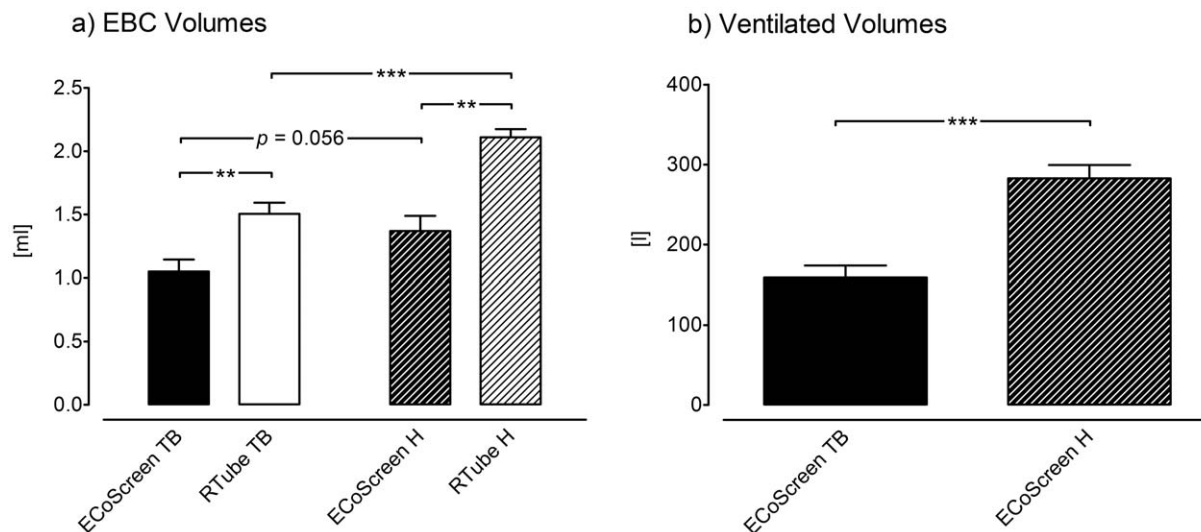 a) EBC Volumes
***
**
p = 0.056
**
2.5
2.0
1.5
1.0
0.5
0.0
[ml]
ECoScreen TB
RTube TB
ECoScreen H
RTube H
b) Ventilated Volumes
***
400
300
200
100
0
[l]
ECoScreen TB
ECoScreen H